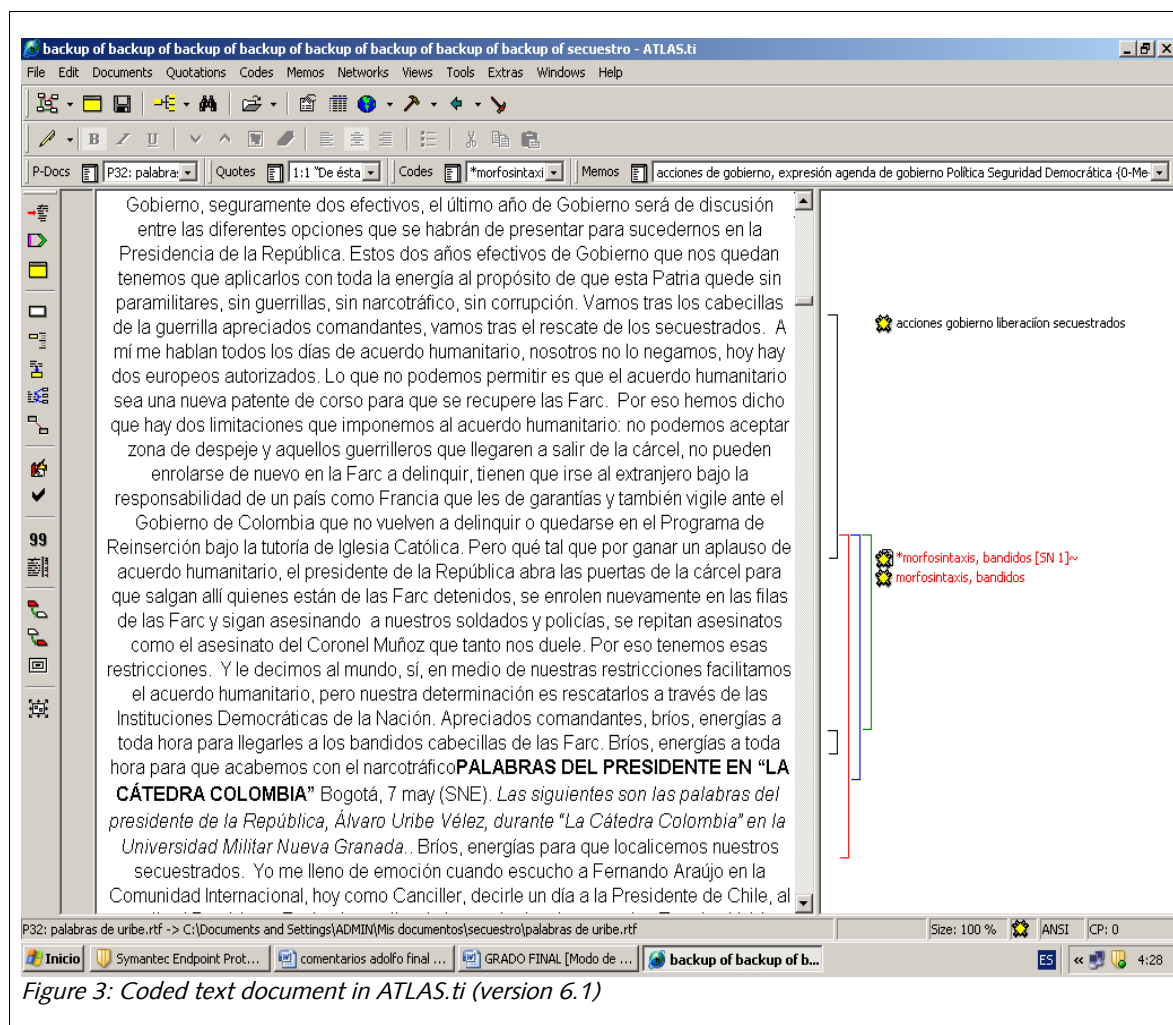 backup of backup of backup of backup of backup of backup of backup of backup of secuestro - ATLAS.ti
File Edit Documents Quotations Codes Memos Networks Views Tools Extras Windows Help
B I U
P-Docs P32: palabra: Quotes 1:1 "De ésta Codes *morfosintaxi Memos acciones de gobierno, expresión agenda de gobierno Política Seguridad Democrática {0-Me-
Gobierno, seguramente dos efectivos, el último año de Gobierno será de discusión
entre las diferentes opciones que se habrán de presentar para sucedernos en la
Presidencia de la República. Estos dos años efectivos de Gobierno que nos quedan
tenemos que aplicarlos con toda la energía al propósito de que esta Patria quede sin
paramilitares, sin guerrillas, sin narcotráfico, sin corrupción. Vamos tras los cabecillas
de la guerrilla apreciados comandantes, vamos tras el rescate de los secuestrados. A
mí me hablan todos los días de acuerdo humanitario, nosotros no lo negamos, hoy hay
dos europeos autorizados. Lo que no podemos permitir es que el acuerdo humanitario
sea una nueva patente de corso para que se recupere las Farc. Por eso hemos dicho
que hay dos limitaciones que imponemos al acuerdo humanitario: no podemos aceptar
zona de despeje y aquellos guerrilleros que llegaren a salir de la cárcel, no pueden
enrolarse de nuevo en la Farc a delinquir, tienen que irse al extranjero bajo la
responsabilidad de un país como Francia que les de garantías y también vigile ante el
Gobierno de Colombia que no vuelven a delinquir o quedarse en el Programa de
Reinserción bajo la tutoría de Iglesia Católica. Pero qué tal que por ganar un aplauso de
acuerdo humanitario, el presidente de la República abra las puertas de la cárcel para
que salgan allí quienes están de las Farc detenidos, se enrolen nuevamente en las filas
de las Farc y sigan asesinando a nuestros soldados y policías, se repitan asesinatos
como el asesinato del Coronel Muñoz que tanto nos duele. Por eso tenemos esas
restricciones. Y le decimos al mundo, sí, en medio de nuestras restricciones facilitamos
el acuerdo humanitario, pero nuestra determinación es rescatarlos a través de las
Instituciones Democráticas de la Nación. Apreciados comandantes, bríos, energías a
toda hora para llegarles a los bandidos cabecillas de las Farc. Bríos, energías a toda
hora para que acabemos con el narcotráficoPALABRAS DEL PRESIDENTE EN “LA
CÁTEDRA COLOMBIA” Bogotá, 7 may (SNE). Las siguientes son las palabras del
presidente de la República, Álvaro Uribe Vélez, durante “La Cátedra Colombia” en la
Universidad Militar Nueva Granada.. Bríos, energías para que localicemos nuestros
secuestrados. Yo me lleno de emoción cuando escucho a Fernando Araújo en la
Comunidad Internacional, hoy como Canciller, decirle un día a la Presidente de Chile, al
acciones gobierno liberaciíon secuestrados
*morfosintaxis, bandidos [SN 1]~
morfosintaxis, bandidos
99
P32: palabras de uribe.rtf -> C:\Documents and Settings\ADMIN\Mis documentos\secuestro\palabras de uribe.rtf Size: 100 % ANSI CP: 0
Inicio Symantec Endpoint Prot... comentarios adolfo final ... GRADO FINAL [Modo de ... backup of backup of b... ES « 4:28
Figure 3: Coded text document in ATLAS.ti (version 6.1)